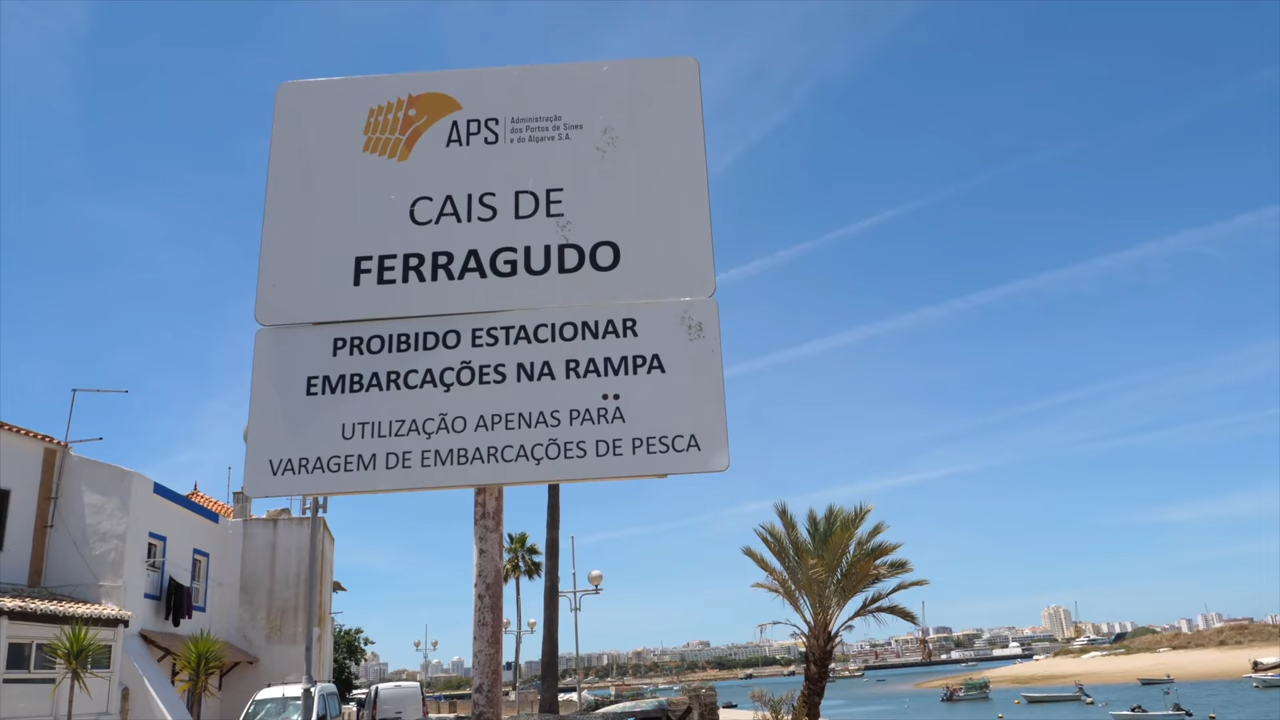 APS
Administração
dos Portos de Sines
e do Algarve S.A.
CAIS DE
FERRAGUDO
PROIBIDO ESTACIONAR
EMBARCAÇÕES NA RAMPA
UTILIZAÇÃO APENAS PARA
VARAGEM DE EMBARCAÇÕES DE PESCA